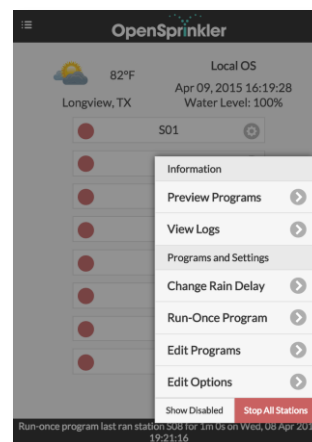 OpenSprinkler
82°F
Local OS
Apr 09, 2015 16:19:28
Longview, TX
Water Level: 100%
S01
Information
Preview Programs
View Logs
Programs and Settings
Change Rain Delay
Run-Once Program
Edit Programs
Edit Options
Show Disabled
Stop All Stations
Run-once program last ran station S08 for 1m 0s on Wed, 08 Apr 201
19:21:16